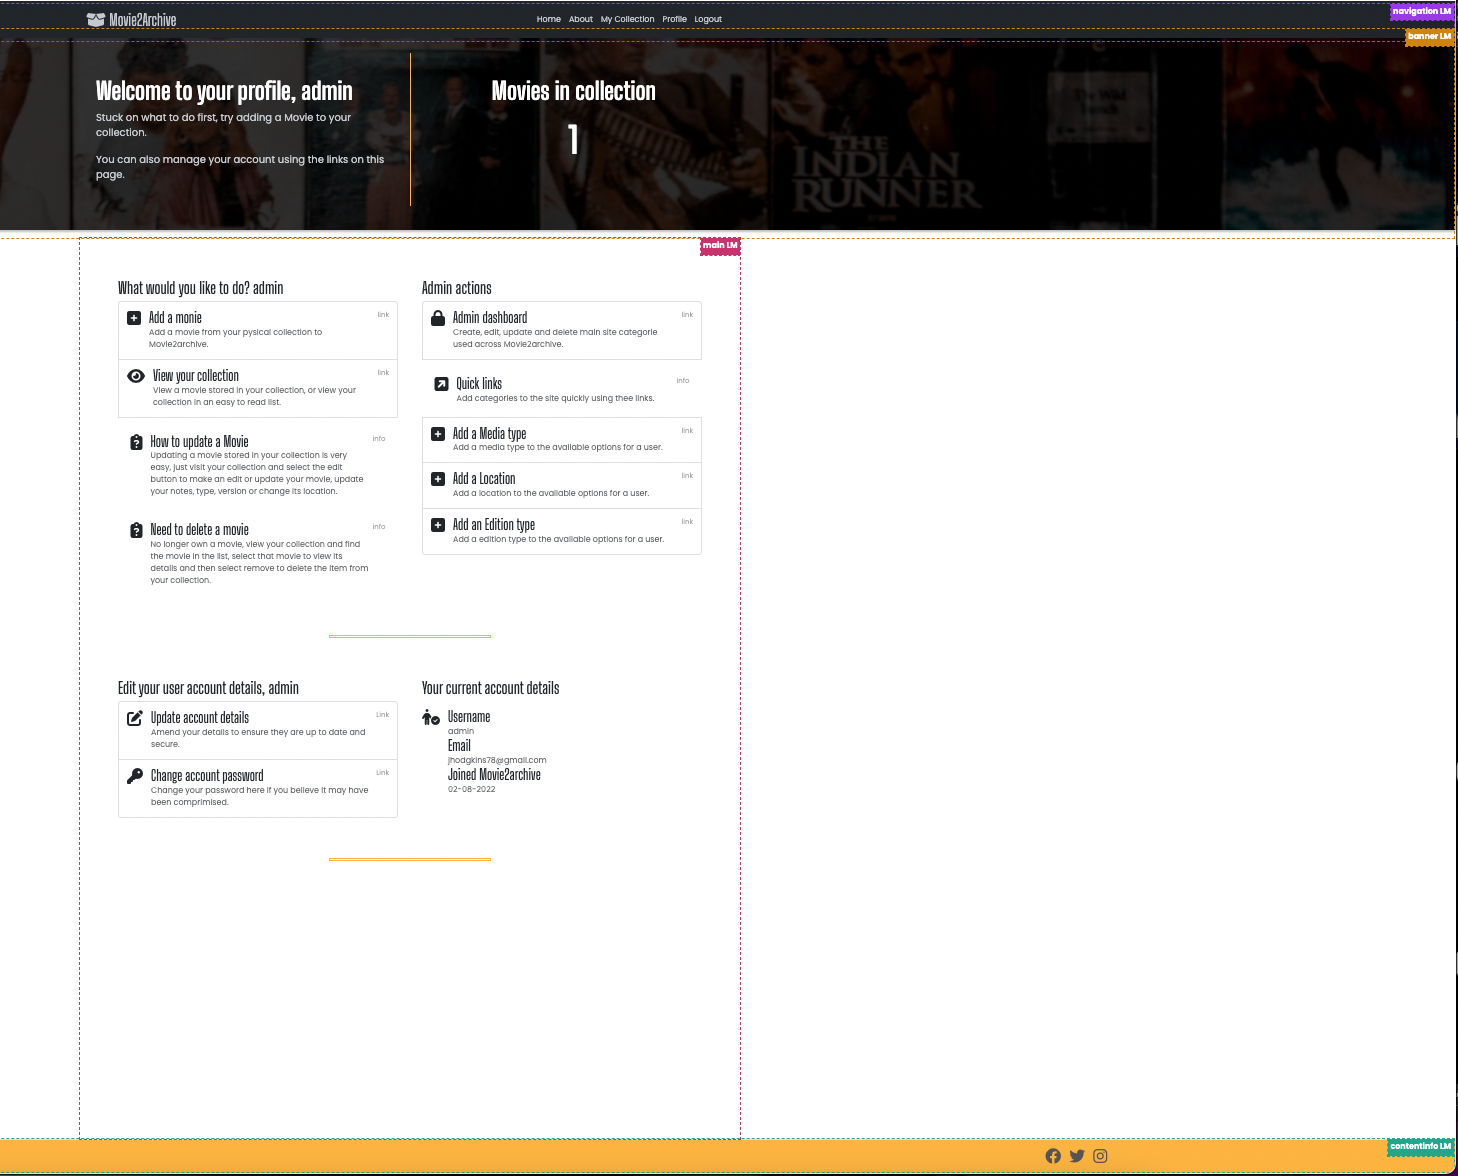 Movie2Archive
Home About My Collection Profile Logout
navigation LM
banner LM
Welcome to your profile, admin
Stuck on what to do first, try adding a Movie to your
collection.
You can also manage your account using the links on this
page.
Movies in collection
1
The Wild
THE
INDIAN
RUNNER
main LM
What would you like to do? admin
Add a monie link
Add a movie from your pysical collection to
Movie2archive.
View your collection link
View a movie stored in your collection, or view your
collection in an easy to read list.
How to update a Movie info
Updating a movie stored in your collection is very
easy, just visit your collection and select the edit
button to make an edit or update your movie, update
your notes, type, version or change its location.
Need to delete a movie info
No longer own a movie, view your collection and find
the movie in the list, select that movie to view its
details and then select remove to delete the item from
your collection.
Admin actions
Admin dashboard link
Create, edit, update and delete main site categorie
used across Movie2archive.
Quick links info
Add categories to the site quickly using thee links.
Add a Media type link
Add a media type to the available options for a user.
Add a Location link
Add a location to the available options for a user.
Add an Edition type link
Add a edition type to the available options for a user.
Edit your user account details, admin
Update account details Link
Amend your details to ensure they are up to date and
secure.
Change account password Link
Change your password here if you believe it may have
been comprimised.
Your current account details
Username
admin
Email
jhodgkins78@gmail.com
Joined Movie2archive
02-08-2022
contentinfo LM